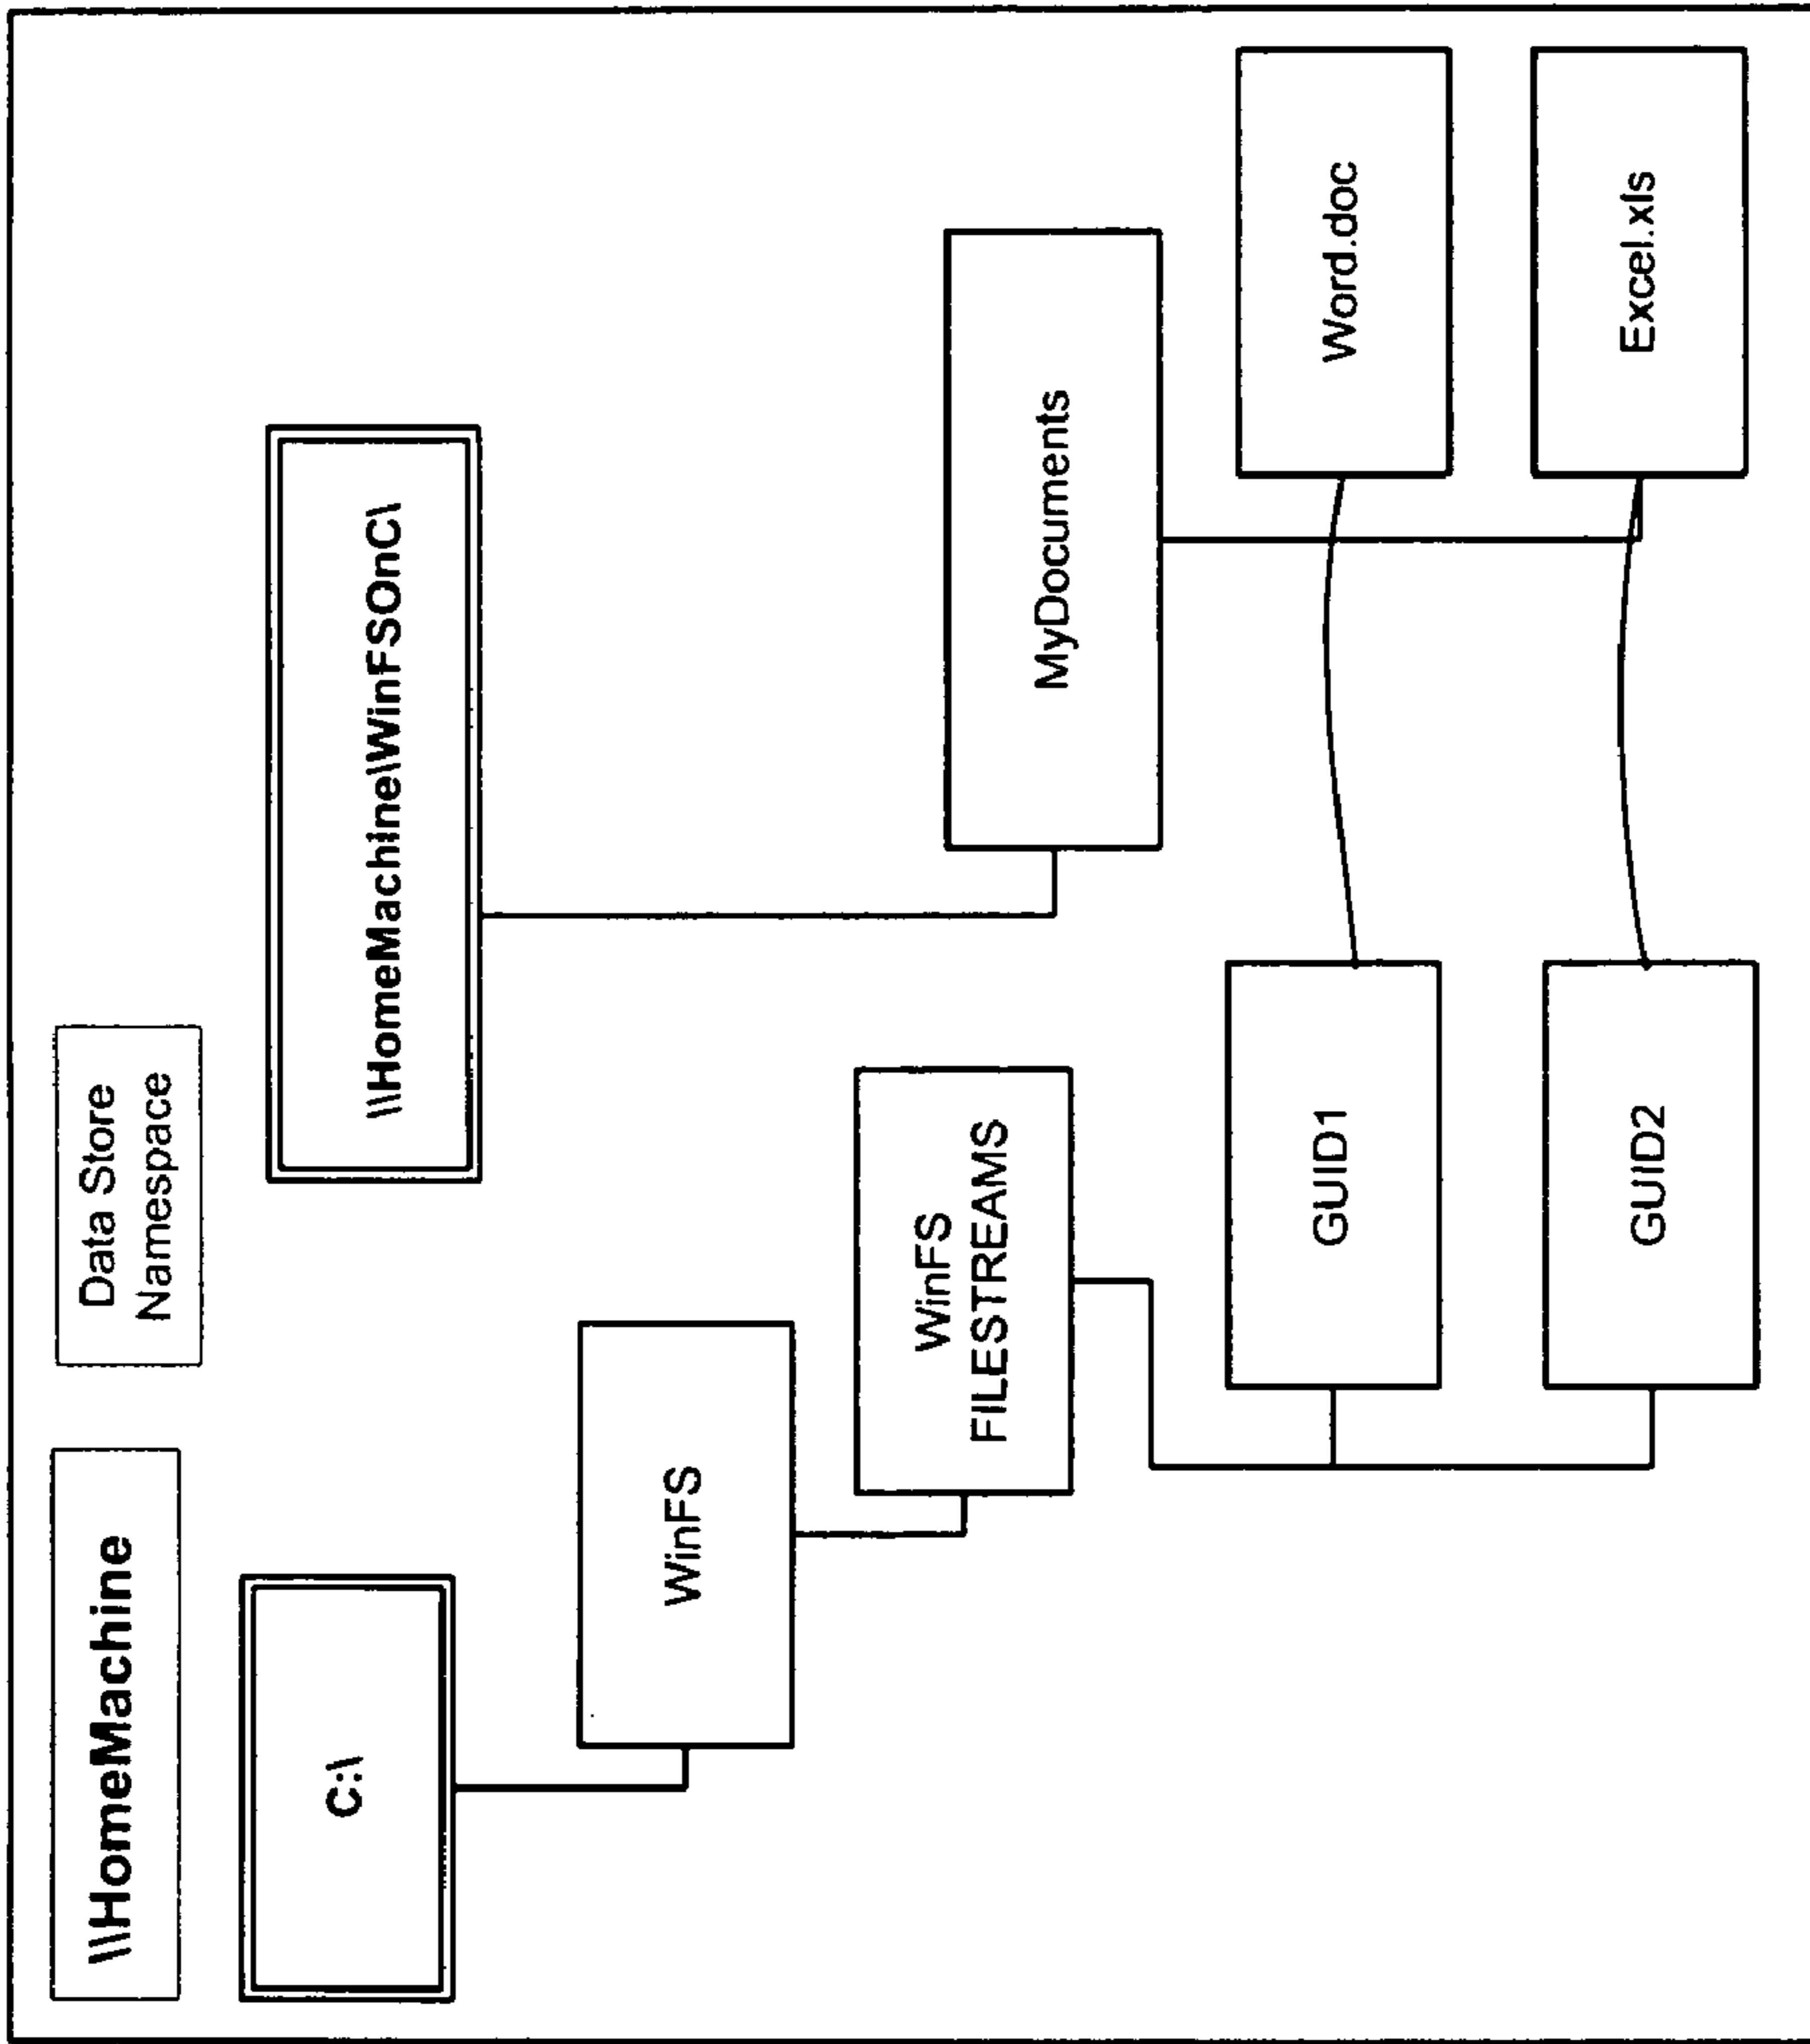 \\HomeMachine
Data Store
Namespace
C:\
\\HomeMachine\WinFSOnC\
WinFS
WinFS
FILESTREAMS
MyDocuments
GUID1
Word.doc
GUID2
Excel.xls